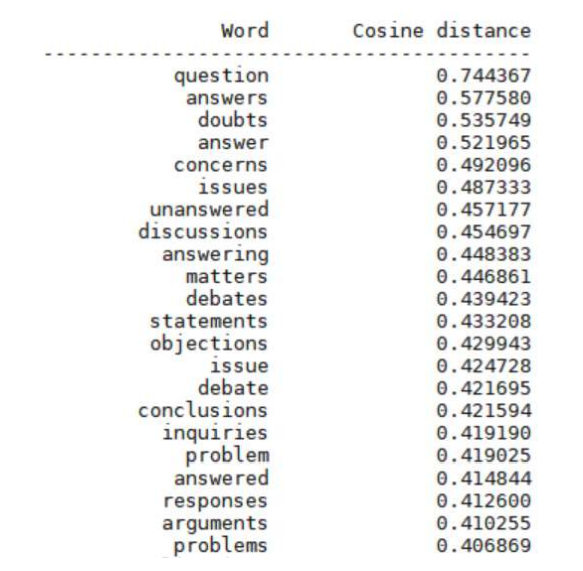 Word Cosine distance
------------------------------------------
question 0.744367
answers 0.577580
doubts 0.535749
answer 0.521965
concerns 0.492096
issues 0.487333
unanswered 0.457177
discussions 0.454697
answering 0.448383
matters 0.446861
debates 0.439423
statements 0.433208
objections 0.429943
issue 0.424728
debate 0.421695
conclusions 0.421594
inquiries 0.419190
problem 0.419025
answered 0.414844
responses 0.412600
arguments 0.410255
problems 0.406869